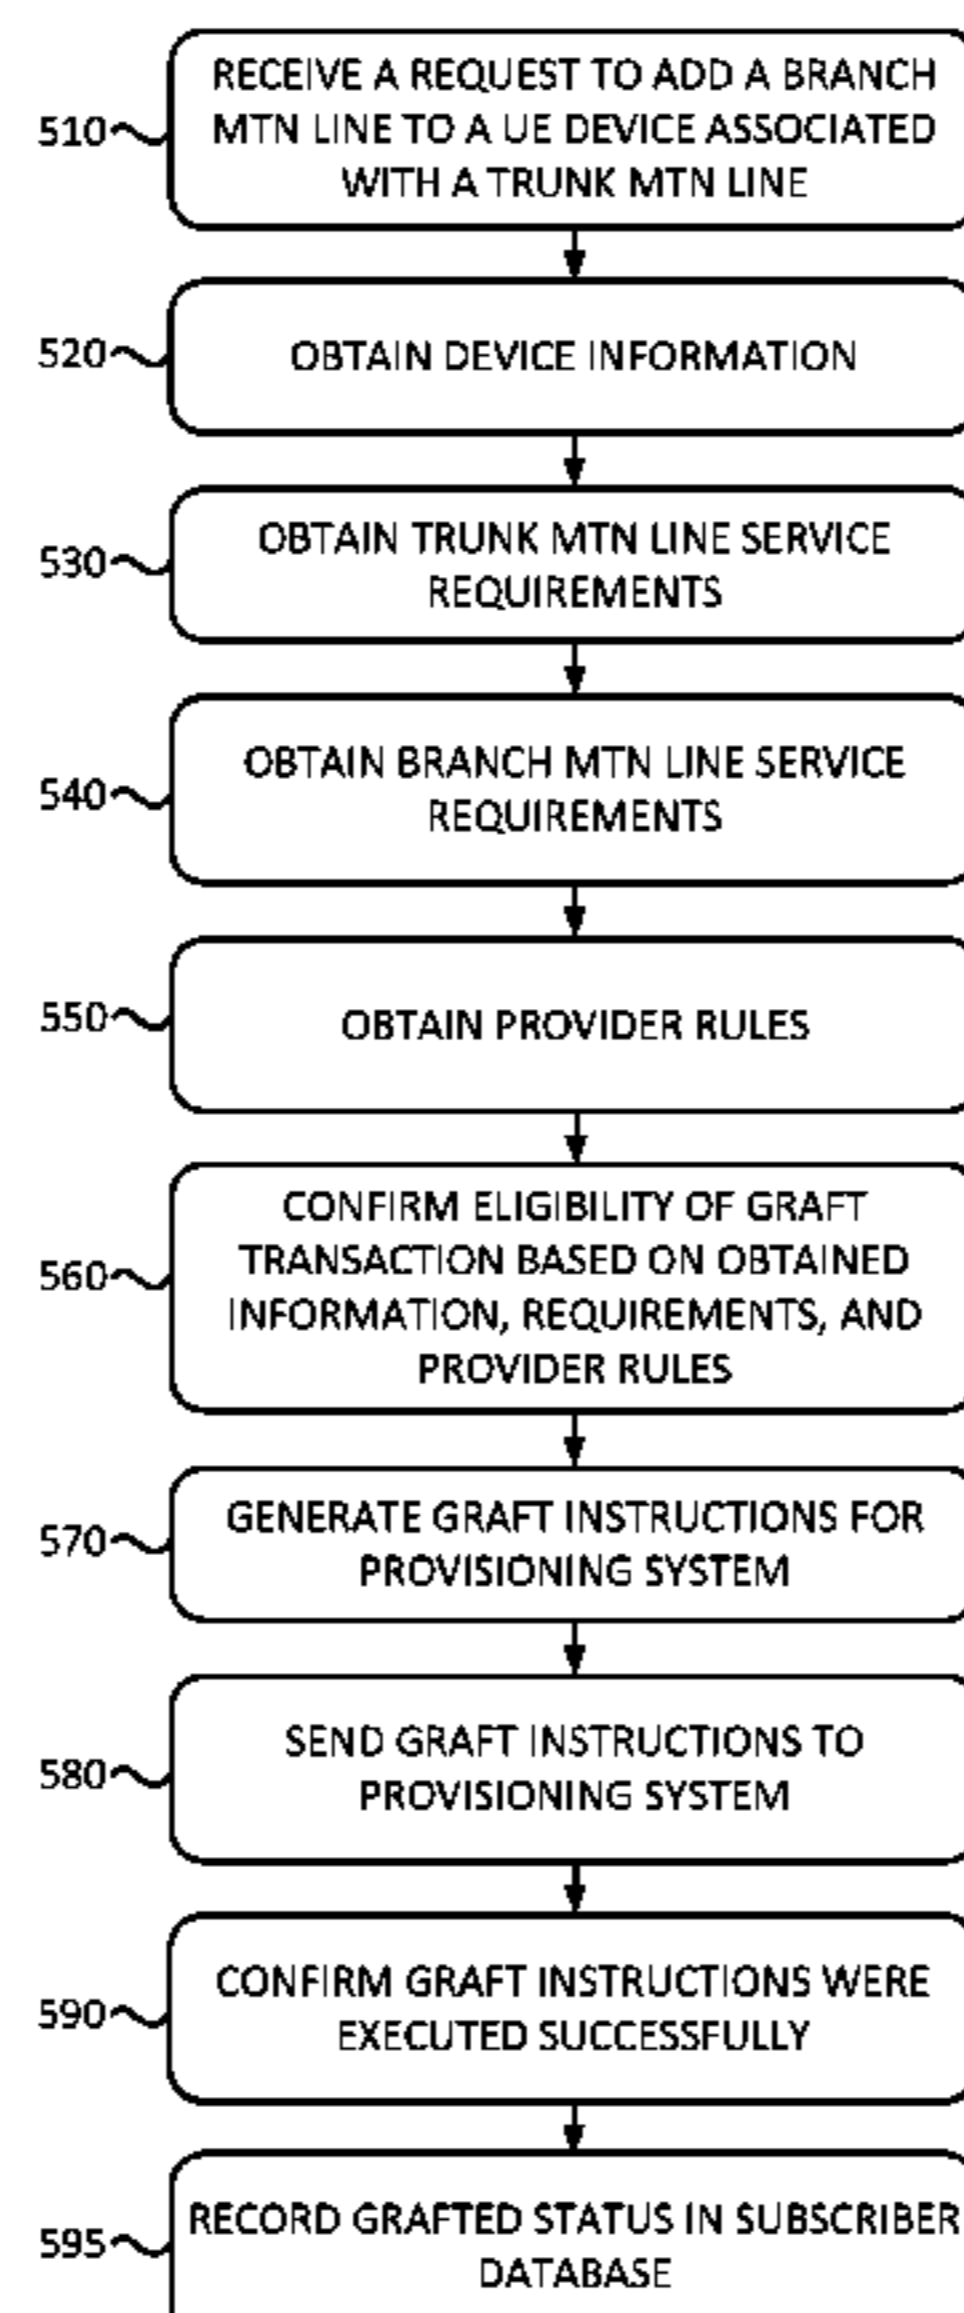 RECEIVE A REQUEST TO ADD A BRANCH
510 MTN LINE TO A UE DEVICE ASSOCIATED
WITH A TRUNK MTN LINE
520 OBTAIN DEVICE INFORMATION
OBTAIN TRUNK MTN LINE SERVICE
530
REQUIREMENTS
OBTAIN BRANCH MTN LINE SERVICE
540
REQUIREMENTS
550 OBTAIN PROVIDER RULES
CONFIRM ELIGIBILITY OF GRAFT
TRANSACTION BASED ON OBTAINED
560
INFORMATION, REQUIREMENTS, AND
PROVIDER RULES
GENERATE GRAFT INSTRUCTIONS FOR
570
PROVISIONING SYSTEM
SEND GRAFT INSTRUCTIONS TO
580
PROVISIONING SYSTEM
CONFIRM GRAFT INSTRUCTIONS WERE
590
EXECUTED SUCCESSFULLY
RECORD GRAFTED STATUS IN SUBSCRIBER
595
DATABASE